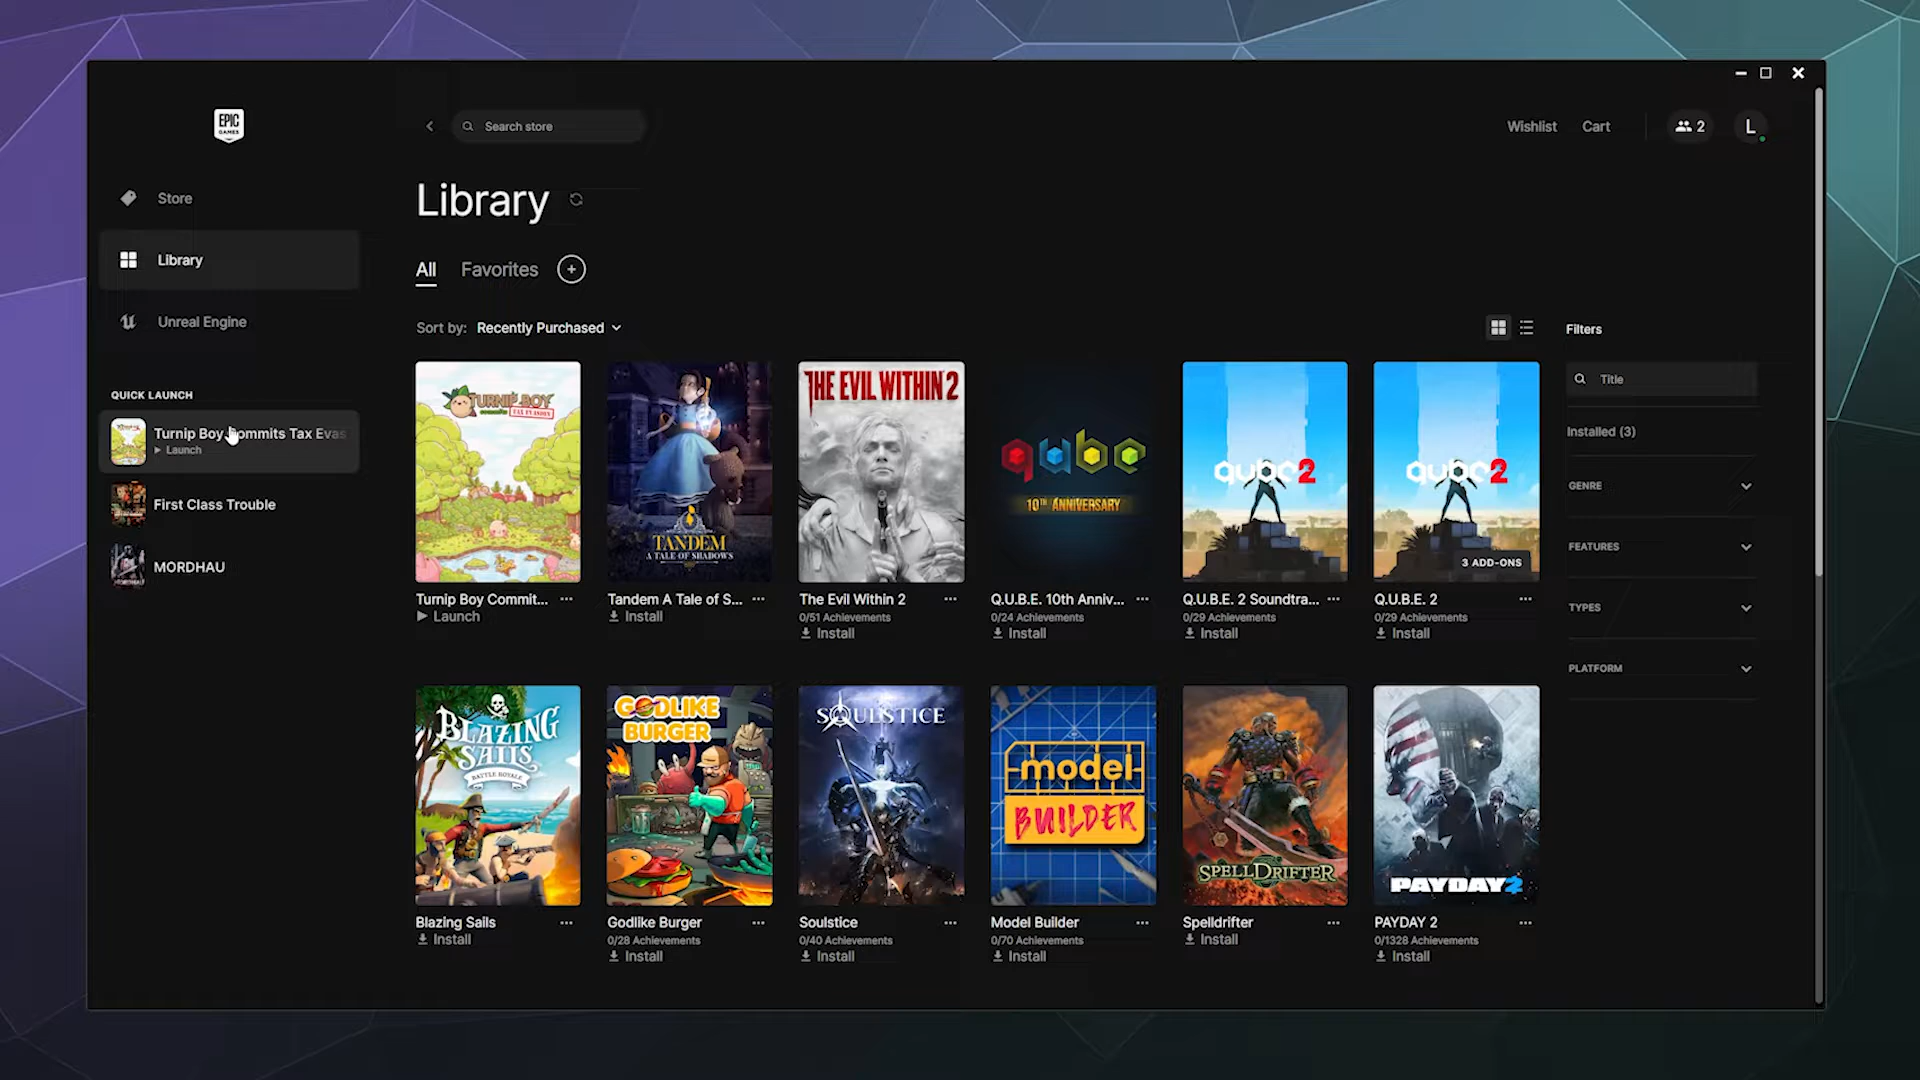 EPIC
GAMES
Search store
Wishlist
Cart
2
L
Store
Library
Unreal Engine
QUICK LAUNCH
Turnip Boy Commits Tax Evas
Launch
First Class Trouble
MORDHAU
Library
All
Favorites
Sort by: Recently Purchased
Filters
Title
Installed (3)
GENRE
FEATURES
TYPES
PLATFORM
TURNIP BOY
TAX EVASION
TANDEM
A TALE OF SHADOWS
THE EVIL WITHIN 2
qube
10TH ANNIVERSARY
qube 2
qube 2
3 ADD-ONS
Turnip Boy Commit...
Launch
Tandem A Tale of S...
Install
The Evil Within 2
0/51 Achievements
Install
Q.U.B.E. 10th Anniv...
0/24 Achievements
Install
Q.U.B.E. 2 Soundtra...
0/29 Achievements
Install
Q.U.B.E. 2
0/29 Achievements
Install
BLAZING
SAILS
BATTLE ROYALE
GODLIKE
BURGER
SOULSTICE
model
BUILDER
SPELLDRIFTER
PAYDAY 2
Blazing Sails
Install
Godlike Burger
0/28 Achievements
Install
Soulstice
0/40 Achievements
Install
Model Builder
0/70 Achievements
Install
Spelldrifter
Install
PAYDAY 2
0/1328 Achievements
Install